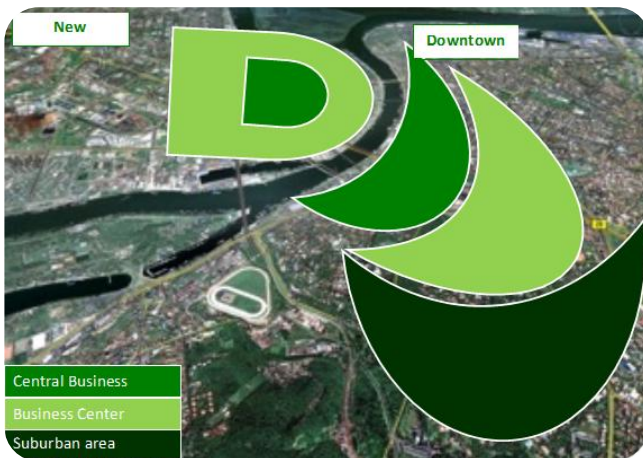 New
Downtown
Central Business
Business Center
Suburban area